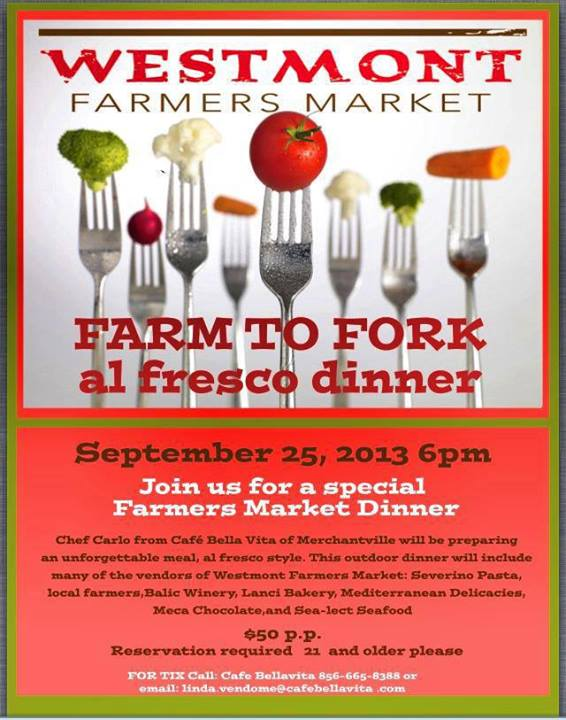 WESTMONT
FARMERS MARKET
FARM TO FORK
al fresco dinner
September 25, 2013 6pm
Join us for a special
Farmers Market Dinner
Chef Carlo from Café Bella Vita of Merchantville will be preparing
an unforgettable meal, al fresco style. This outdoor dinner will include
many of the vendors of Westmont Farmers Market: Severino Pasta,
local farmers,Balic Winery, Lanci Bakery, Mediterranean Delicacies,
Meca Chocolate,and Sea-lect Seafood
$50 p.p.
Reservation required 21 and older please
FOR TIX Call: Cafe Bellavita 856-665-8388 or
email: linda.vendome@cafebellavita .com